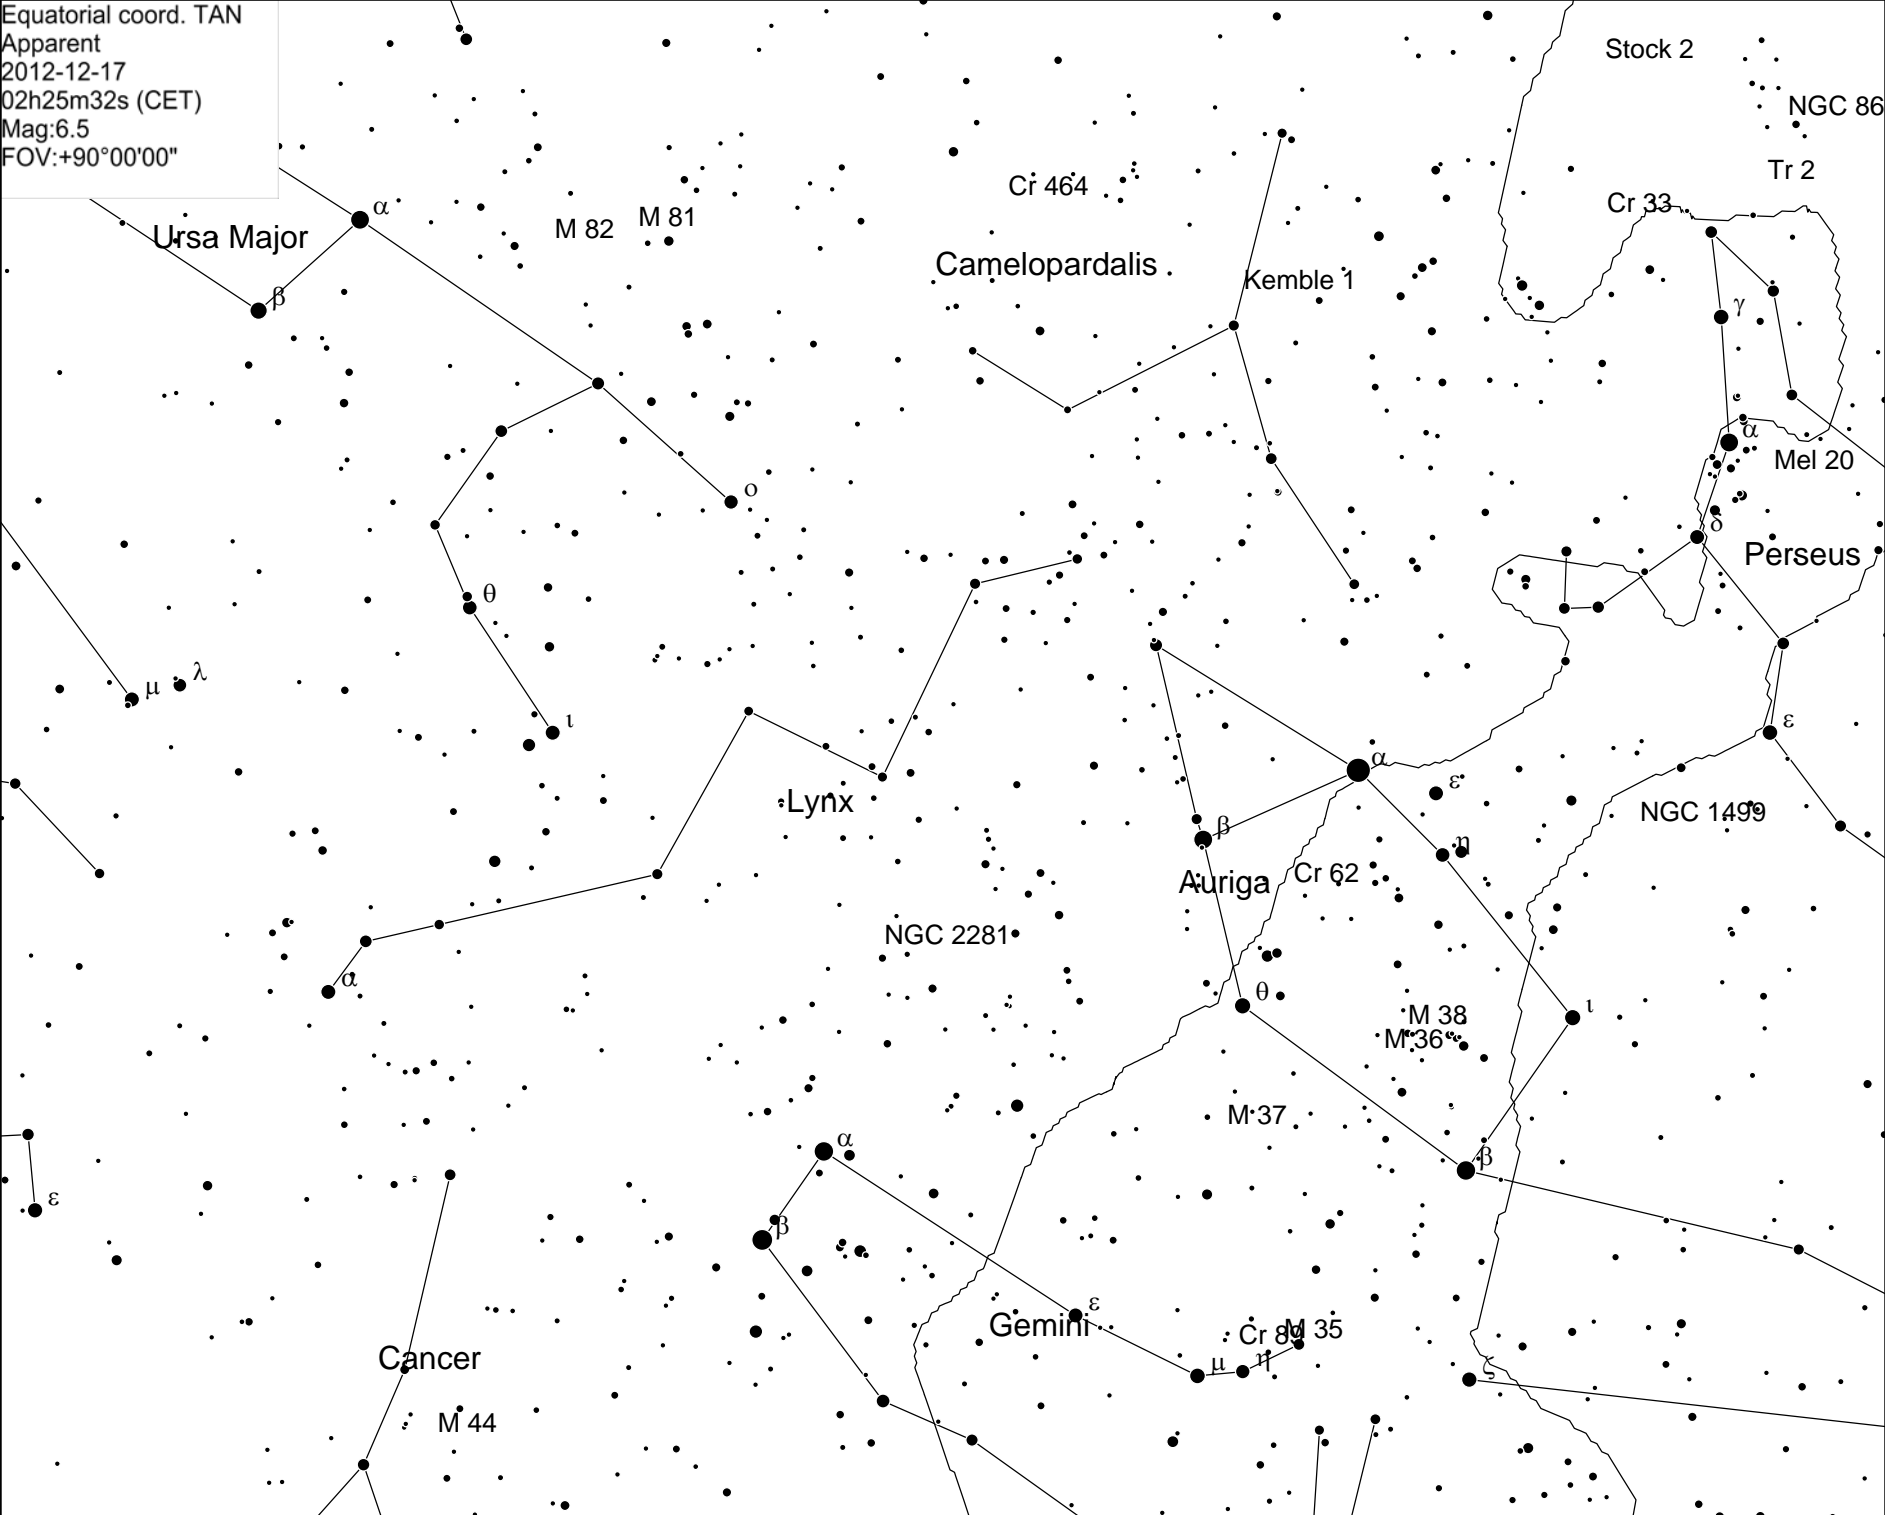 Equatorial coord. TAN
Apparent
2012-12-17
02h25m32s (CET)
Mag:6.5
FOV:+90°00'00"
Stock 2
NGC 86
Tr 2
Cr 33
Cr 464
α
M 82
M 81
Ursa Major
Camelopardalis
Kemble 1
β
γ
α
Mel 20
ο
δ
Perseus
θ
λ
μ
ι
ε
α
ε
Lynx
NGC 1499
β
η
Auriga
Cr 62
NGC 2281
α
θ
ι
M 38
M 36
M 37
α
β
ε
β
ε
Gemini
Cr 89
M 35
Cancer
μ
η
ζ
M 44